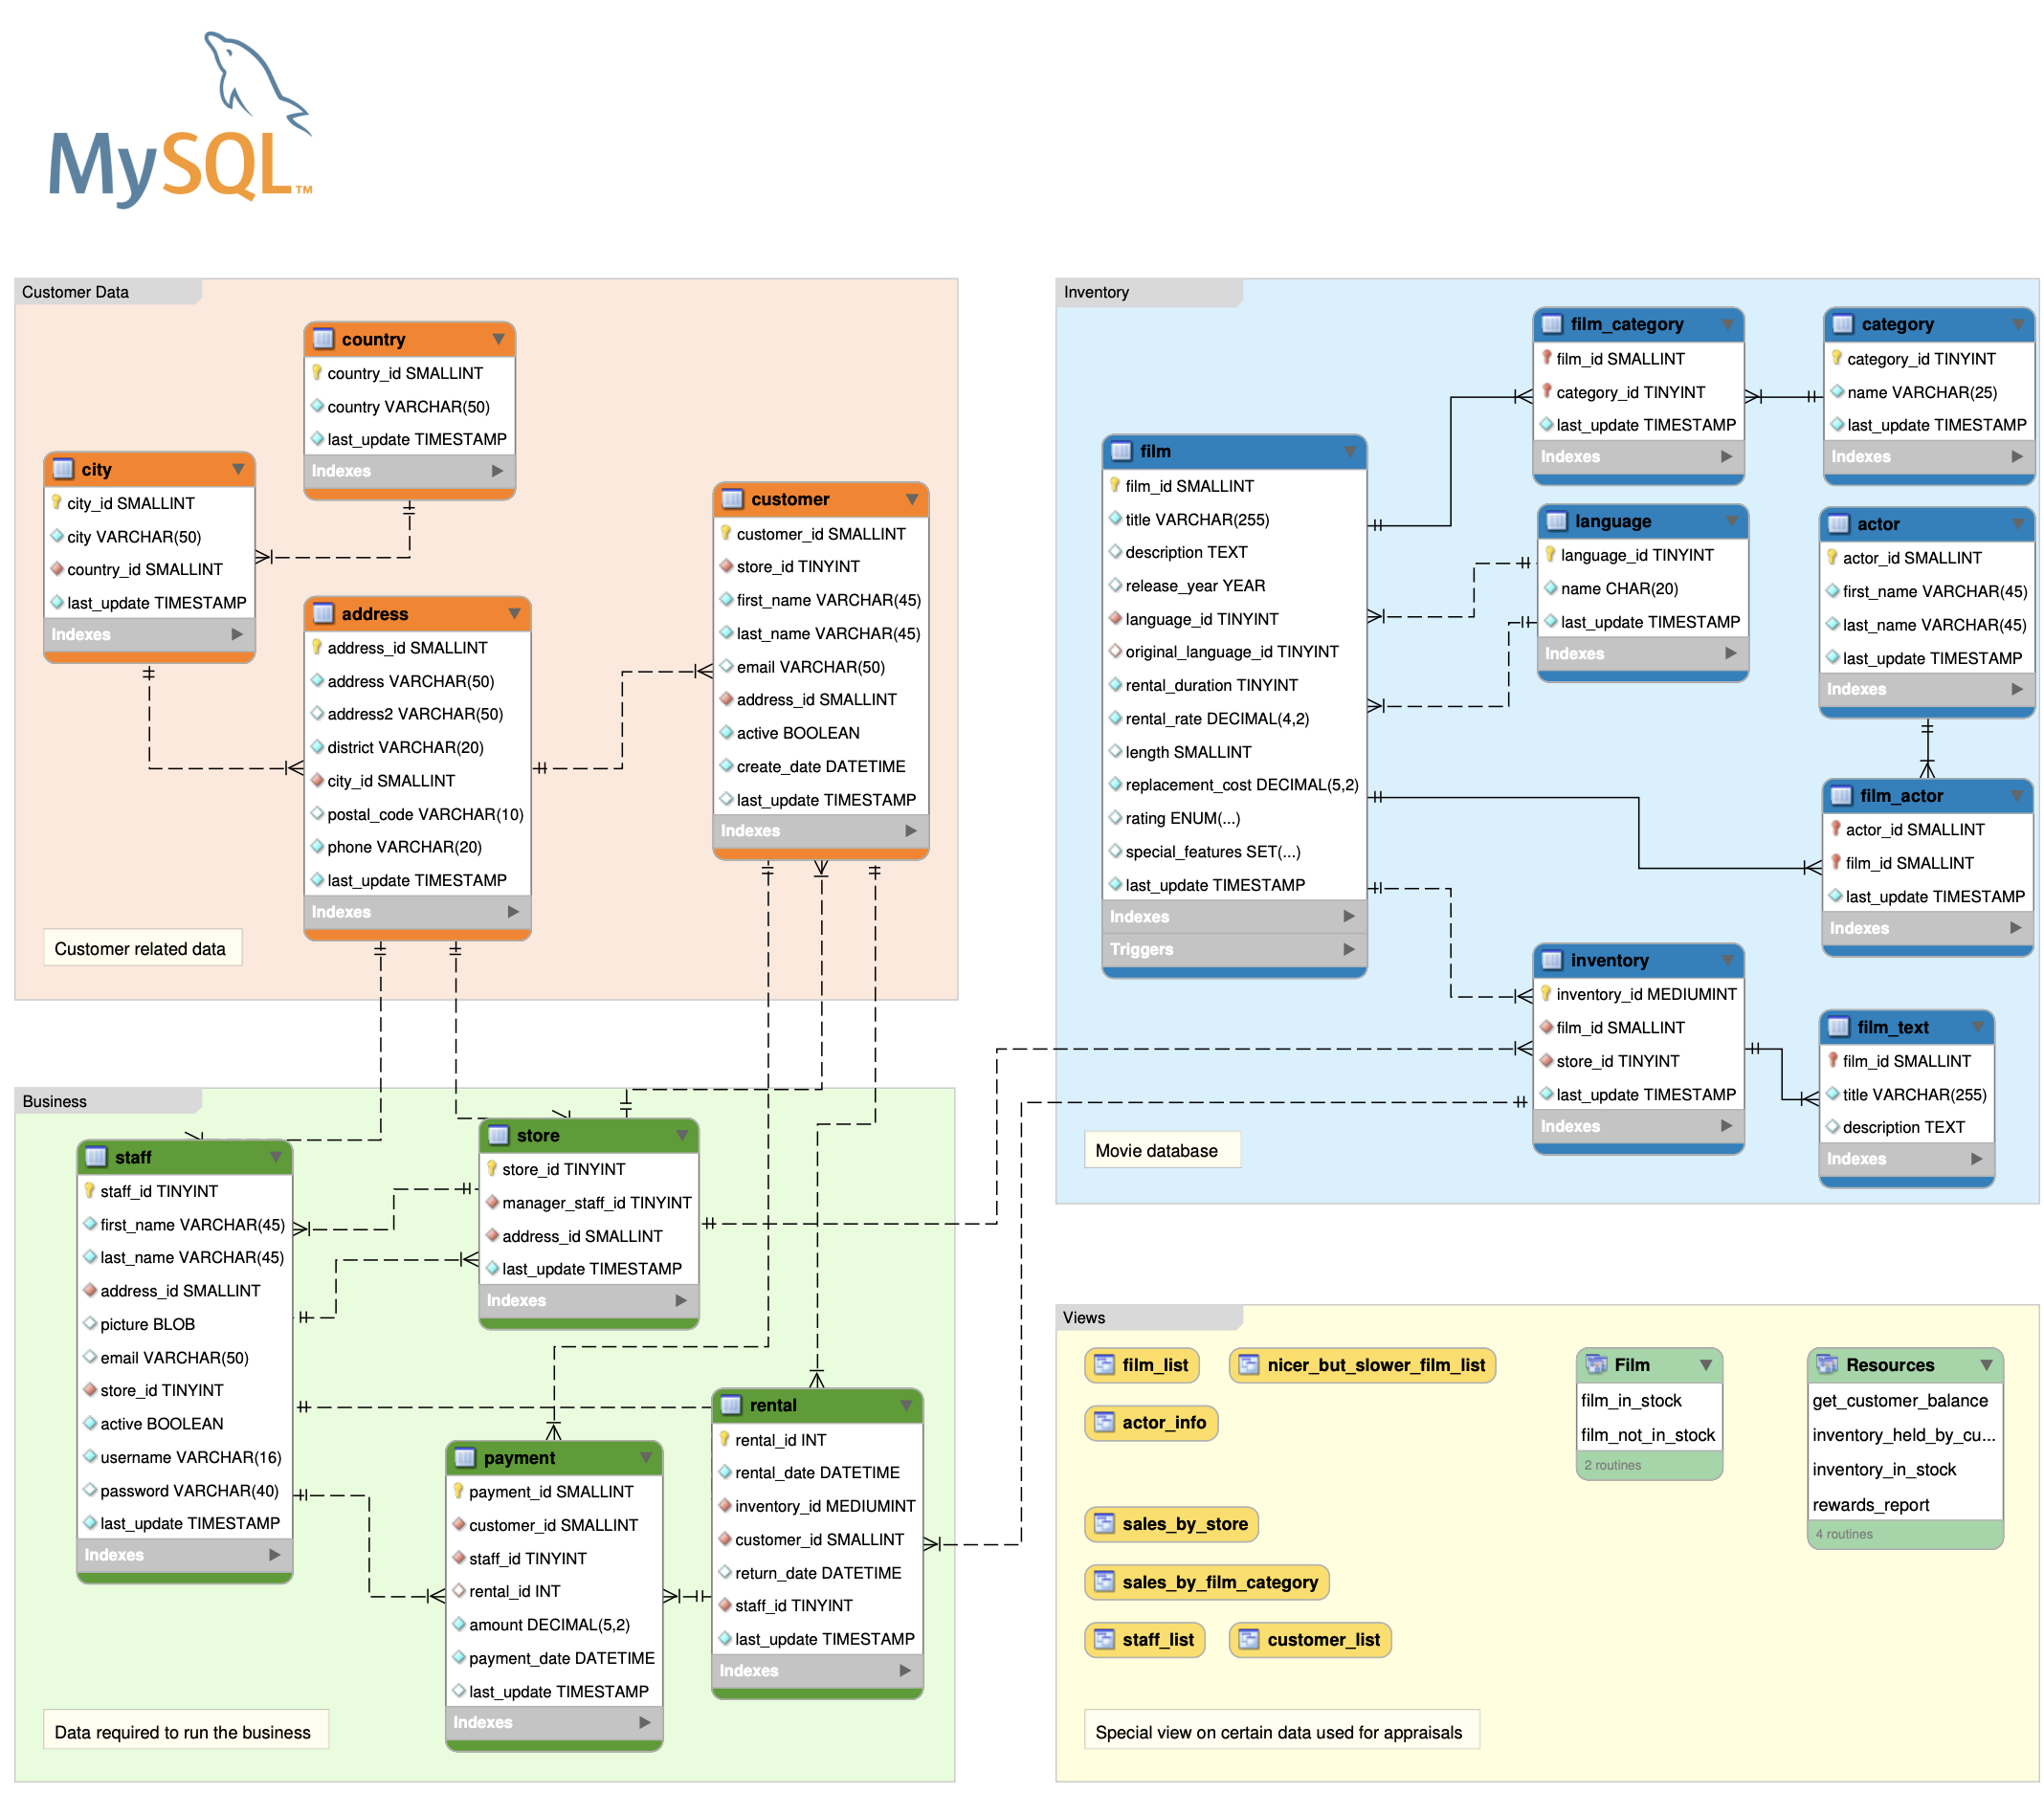 MySQL™
Customer Data
country
country_id SMALLINT
country VARCHAR(50)
last_update TIMESTAMP
Indexes
city
city_id SMALLINT
city VARCHAR(50)
country_id SMALLINT
last_update TIMESTAMP
Indexes
address
address_id SMALLINT
address VARCHAR(50)
address2 VARCHAR(50)
district VARCHAR(20)
city_id SMALLINT
postal_code VARCHAR(10)
phone VARCHAR(20)
last_update TIMESTAMP
Indexes
customer
customer_id SMALLINT
store_id TINYINT
first_name VARCHAR(45)
last_name VARCHAR(45)
email VARCHAR(50)
address_id SMALLINT
active BOOLEAN
create_date DATETIME
last_update TIMESTAMP
Indexes
Customer related data
Inventory
film
film_id SMALLINT
title VARCHAR(255)
description TEXT
release_year YEAR
language_id TINYINT
original_language_id TINYINT
rental_duration TINYINT
rental_rate DECIMAL(4,2)
length SMALLINT
replacement_cost DECIMAL(5,2)
rating ENUM(...)
special_features SET(...)
last_update TIMESTAMP
Indexes
Triggers
film_category
film_id SMALLINT
category_id TINYINT
last_update TIMESTAMP
Indexes
category
category_id TINYINT
name VARCHAR(25)
last_update TIMESTAMP
Indexes
language
language_id TINYINT
name CHAR(20)
last_update TIMESTAMP
Indexes
actor
actor_id SMALLINT
first_name VARCHAR(45)
last_name VARCHAR(45)
last_update TIMESTAMP
Indexes
film_actor
actor_id SMALLINT
film_id SMALLINT
last_update TIMESTAMP
Indexes
inventory
inventory_id MEDIUMINT
film_id SMALLINT
store_id TINYINT
last_update TIMESTAMP
Indexes
film_text
film_id SMALLINT
title VARCHAR(255)
description TEXT
Indexes
Movie database
Business
staff
staff_id TINYINT
first_name VARCHAR(45)
last_name VARCHAR(45)
address_id SMALLINT
picture BLOB
email VARCHAR(50)
store_id TINYINT
active BOOLEAN
username VARCHAR(16)
password VARCHAR(40)
last_update TIMESTAMP
Indexes
store
store_id TINYINT
manager_staff_id TINYINT
address_id SMALLINT
last_update TIMESTAMP
Indexes
payment
payment_id SMALLINT
customer_id SMALLINT
staff_id TINYINT
rental_id INT
amount DECIMAL(5,2)
payment_date DATETIME
last_update TIMESTAMP
Indexes
rental
rental_id INT
rental_date DATETIME
inventory_id MEDIUMINT
customer_id SMALLINT
return_date DATETIME
staff_id TINYINT
last_update TIMESTAMP
Indexes
Data required to run the business
Views
film_list
nicer_but_slower_film_list
actor_info
sales_by_store
sales_by_film_category
staff_list
customer_list
Film
film_in_stock
film_not_in_stock
2 routines
Resources
get_customer_balance
inventory_held_by_cu...
inventory_in_stock
rewards_report
4 routines
Special view on certain data used for appraisals